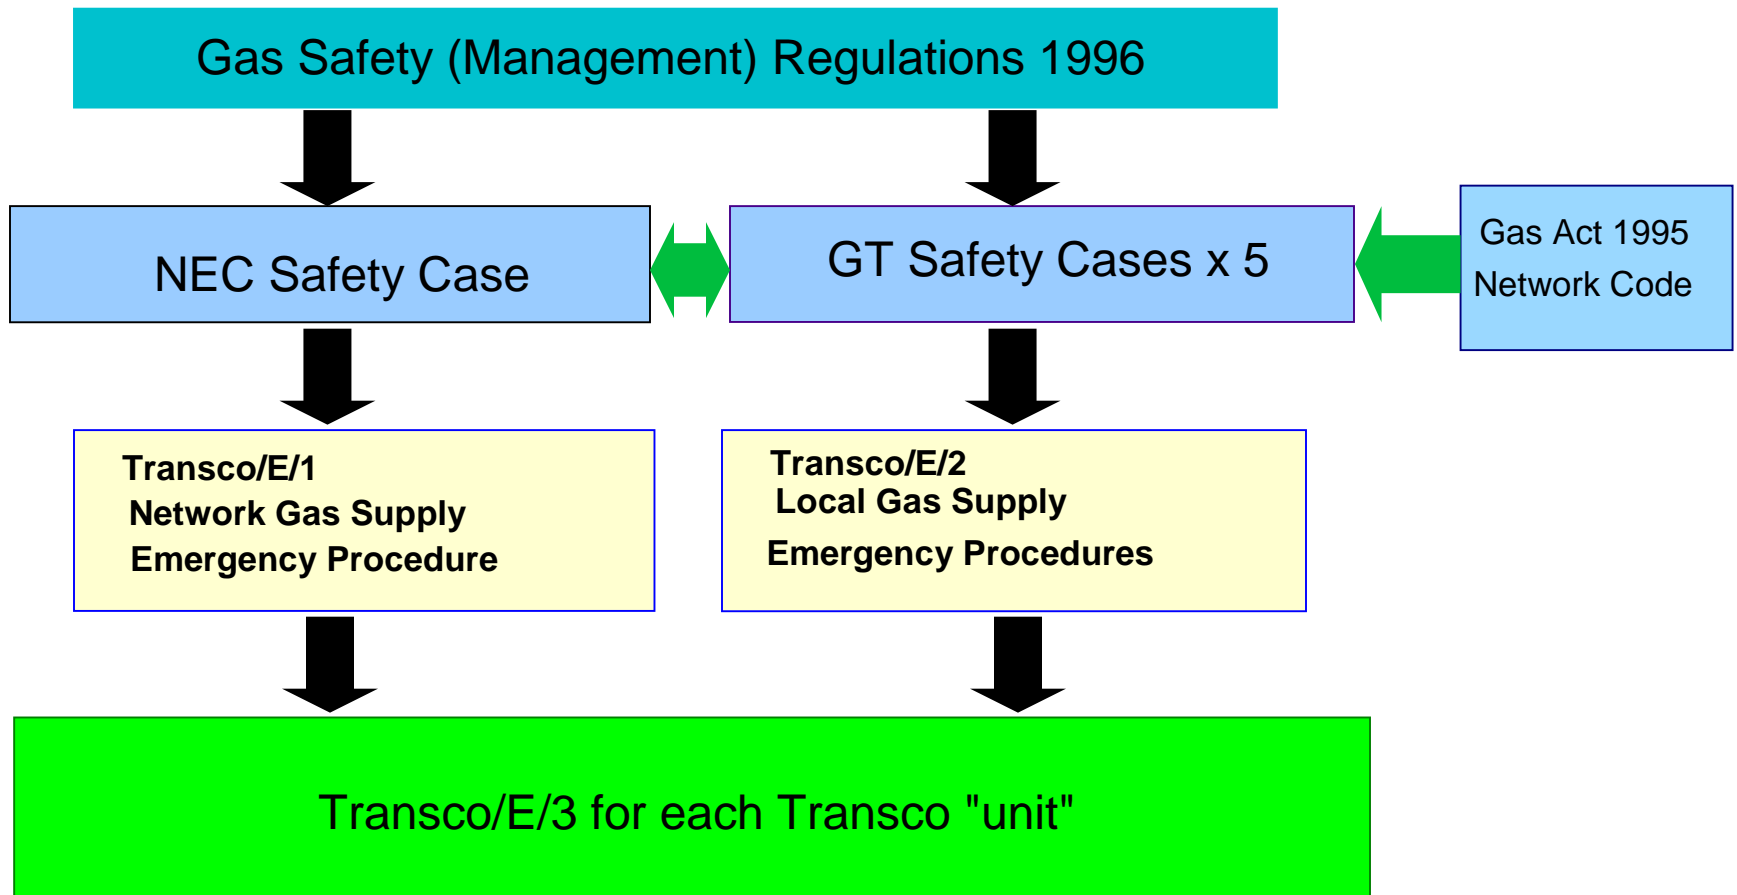 Gas Safety (Management) Regulations 1996
NEC Safety Case
GT Safety Cases x 5
Gas Act 1995
Network Code
Transco/E/1
Network Gas Supply
Emergency Procedure
Transco/E/2
Local Gas Supply
Emergency Procedures
Transco/E/3 for each Transco "unit"